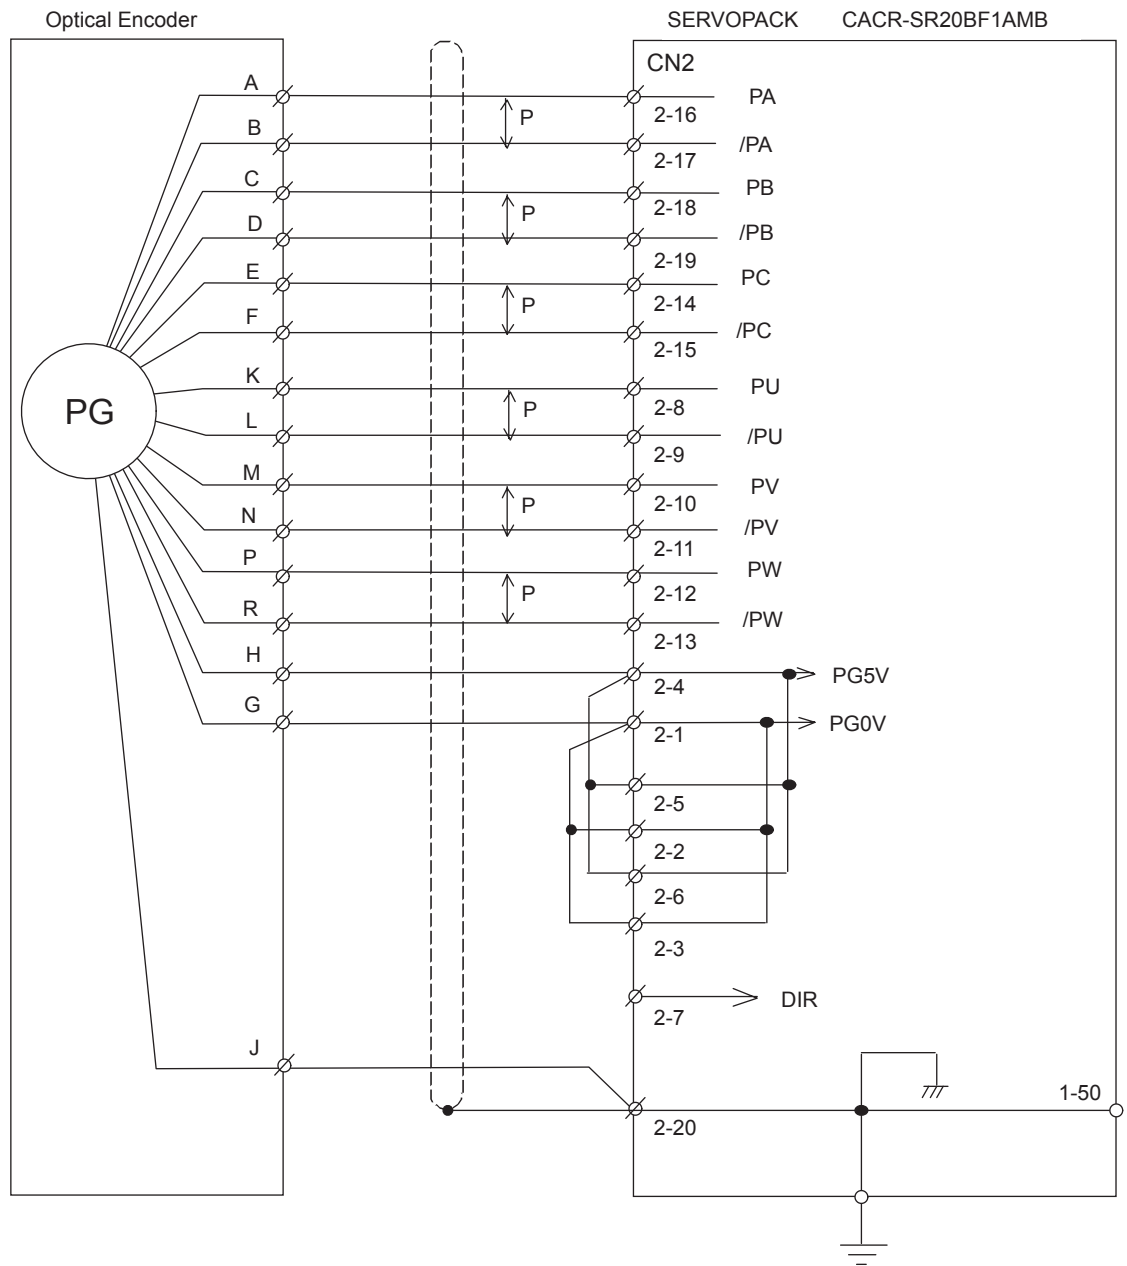 Optical Encoder SERVOPACK CACR-SR20BF1AMB
CN2
A PA
P
2-16
B /PA
2-17
C PB
P
2-18
D /PB
2-19
E PC
P
2-14
F /PC
2-15
K PU
P
2-8
PG
L /PU
2-9
M PV
P
2-10
N /PV
2-11
P PW
P
2-12
R /PW
2-13
H PG5V
2-4
G PG0V
2-1
2-5
2-2
2-6
2-3
DIR
2-7
J
1-50
2-20